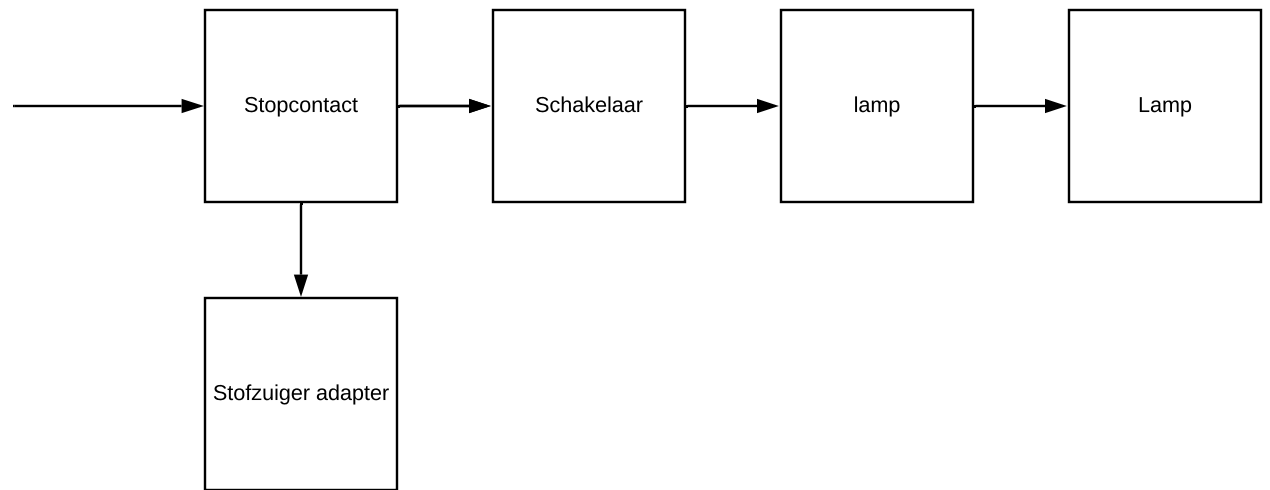 Stopcontact
Schakelaar
lamp
Lamp
Stofzuiger adapter